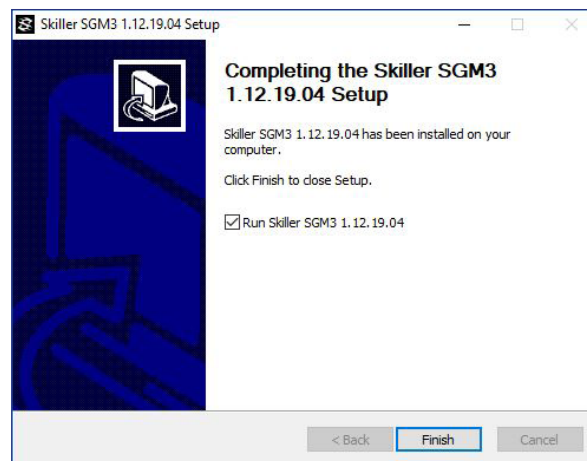 Skiller SGM3 1.12.19.04 Setup
Completing the Skiller SGM3
1.12.19.04 Setup
Skiller SGM3 1.12.19.04 has been installed on your
computer.
Click Finish to close Setup.
Run Skiller SGM3 1.12.19.04
< Back Finish Cancel